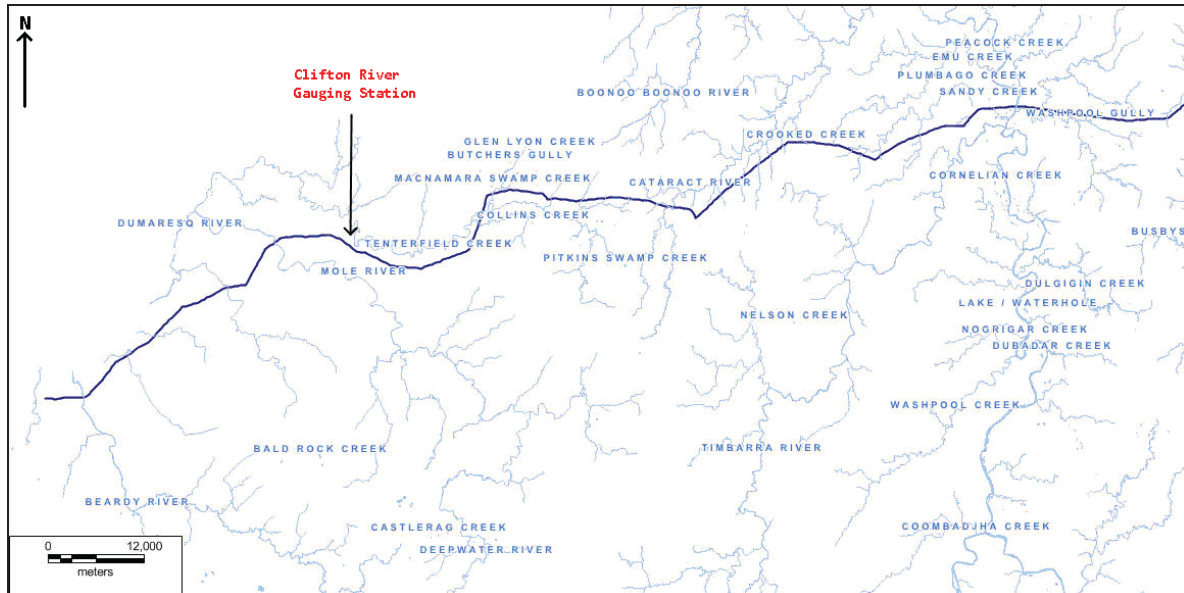 N
PEACOCK CREEK
EMU CREEK
Clifton River
Gauging Station
PLUMBAGO CREEK
BOONOO BOONOO RIVER
SANDY CREEK
WASHPOOL GULLY
CROOKED CREEK
GLEN LYON CREEK
BUTCHERS GULLY
MACNAMARA SWAMP CREEK
CATARACT RIVER
CORNELIAN CREEK
COLLINS CREEK
DUMARESQ RIVER
BUSBYS
TENTERFIELD CREEK
PITKINS SWAMP CREEK
MOLE RIVER
DULGIGIN CREEK
LAKE / WATERHOLE
NELSON CREEK
NOGRIGAR CREEK
DUBADAR CREEK
WASHPOOL CREEK
BALD ROCK CREEK
TIMBARRA RIVER
BEARDY RIVER
CASTLERAG CREEK
COOMBADJHA CREEK
DEEPWATER RIVER
0 12,000
meters